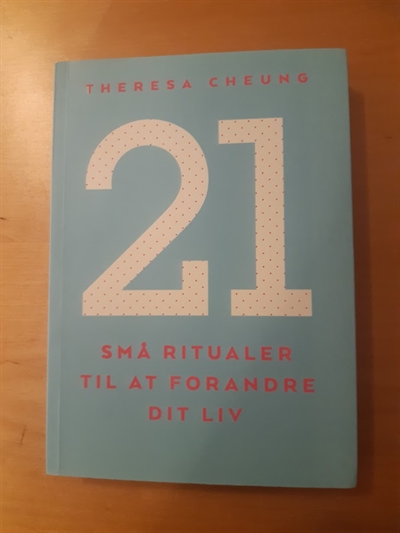 THERESA CHEUNG
21
SMÅ RITUALER
TIL AT FORANDRE
DIT LIV